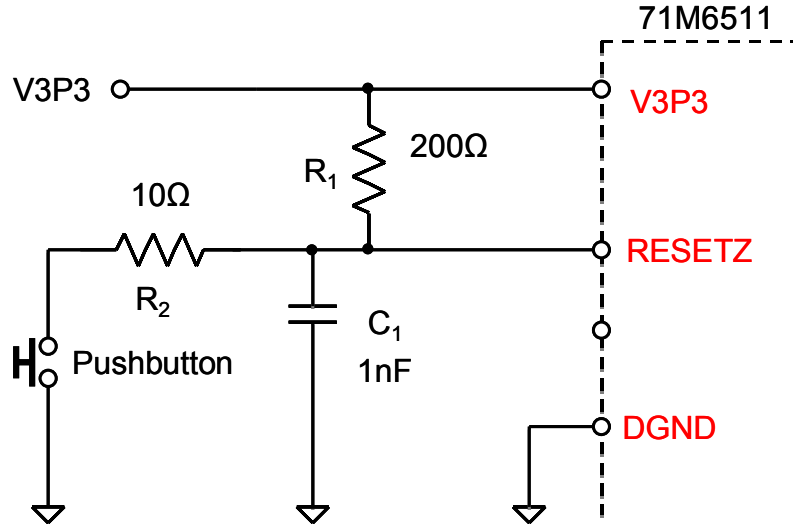 71M6511
V3P3
V3P3
200Ω
R₁
10Ω
RESETZ
R₂
C₁
Pushbutton
1nF
DGND